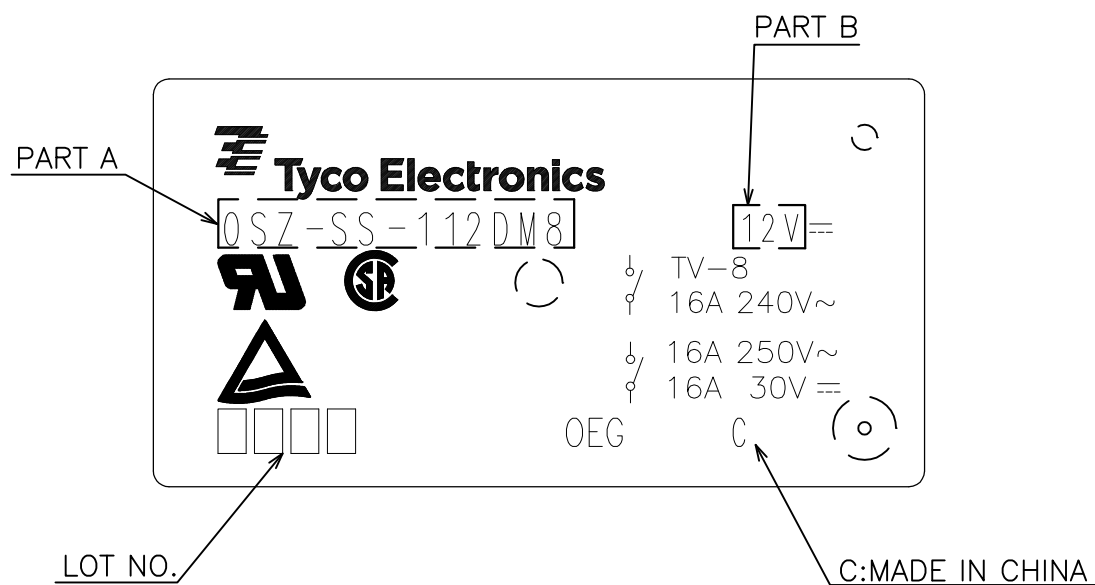 PART B
PART A
Tyco Electronics
OSZ-SS-112DM8
12V
TV-8
16A 240V~
16A 250V~
16A 30V
OEG
C
LOT NO.
C:MADE IN CHINA